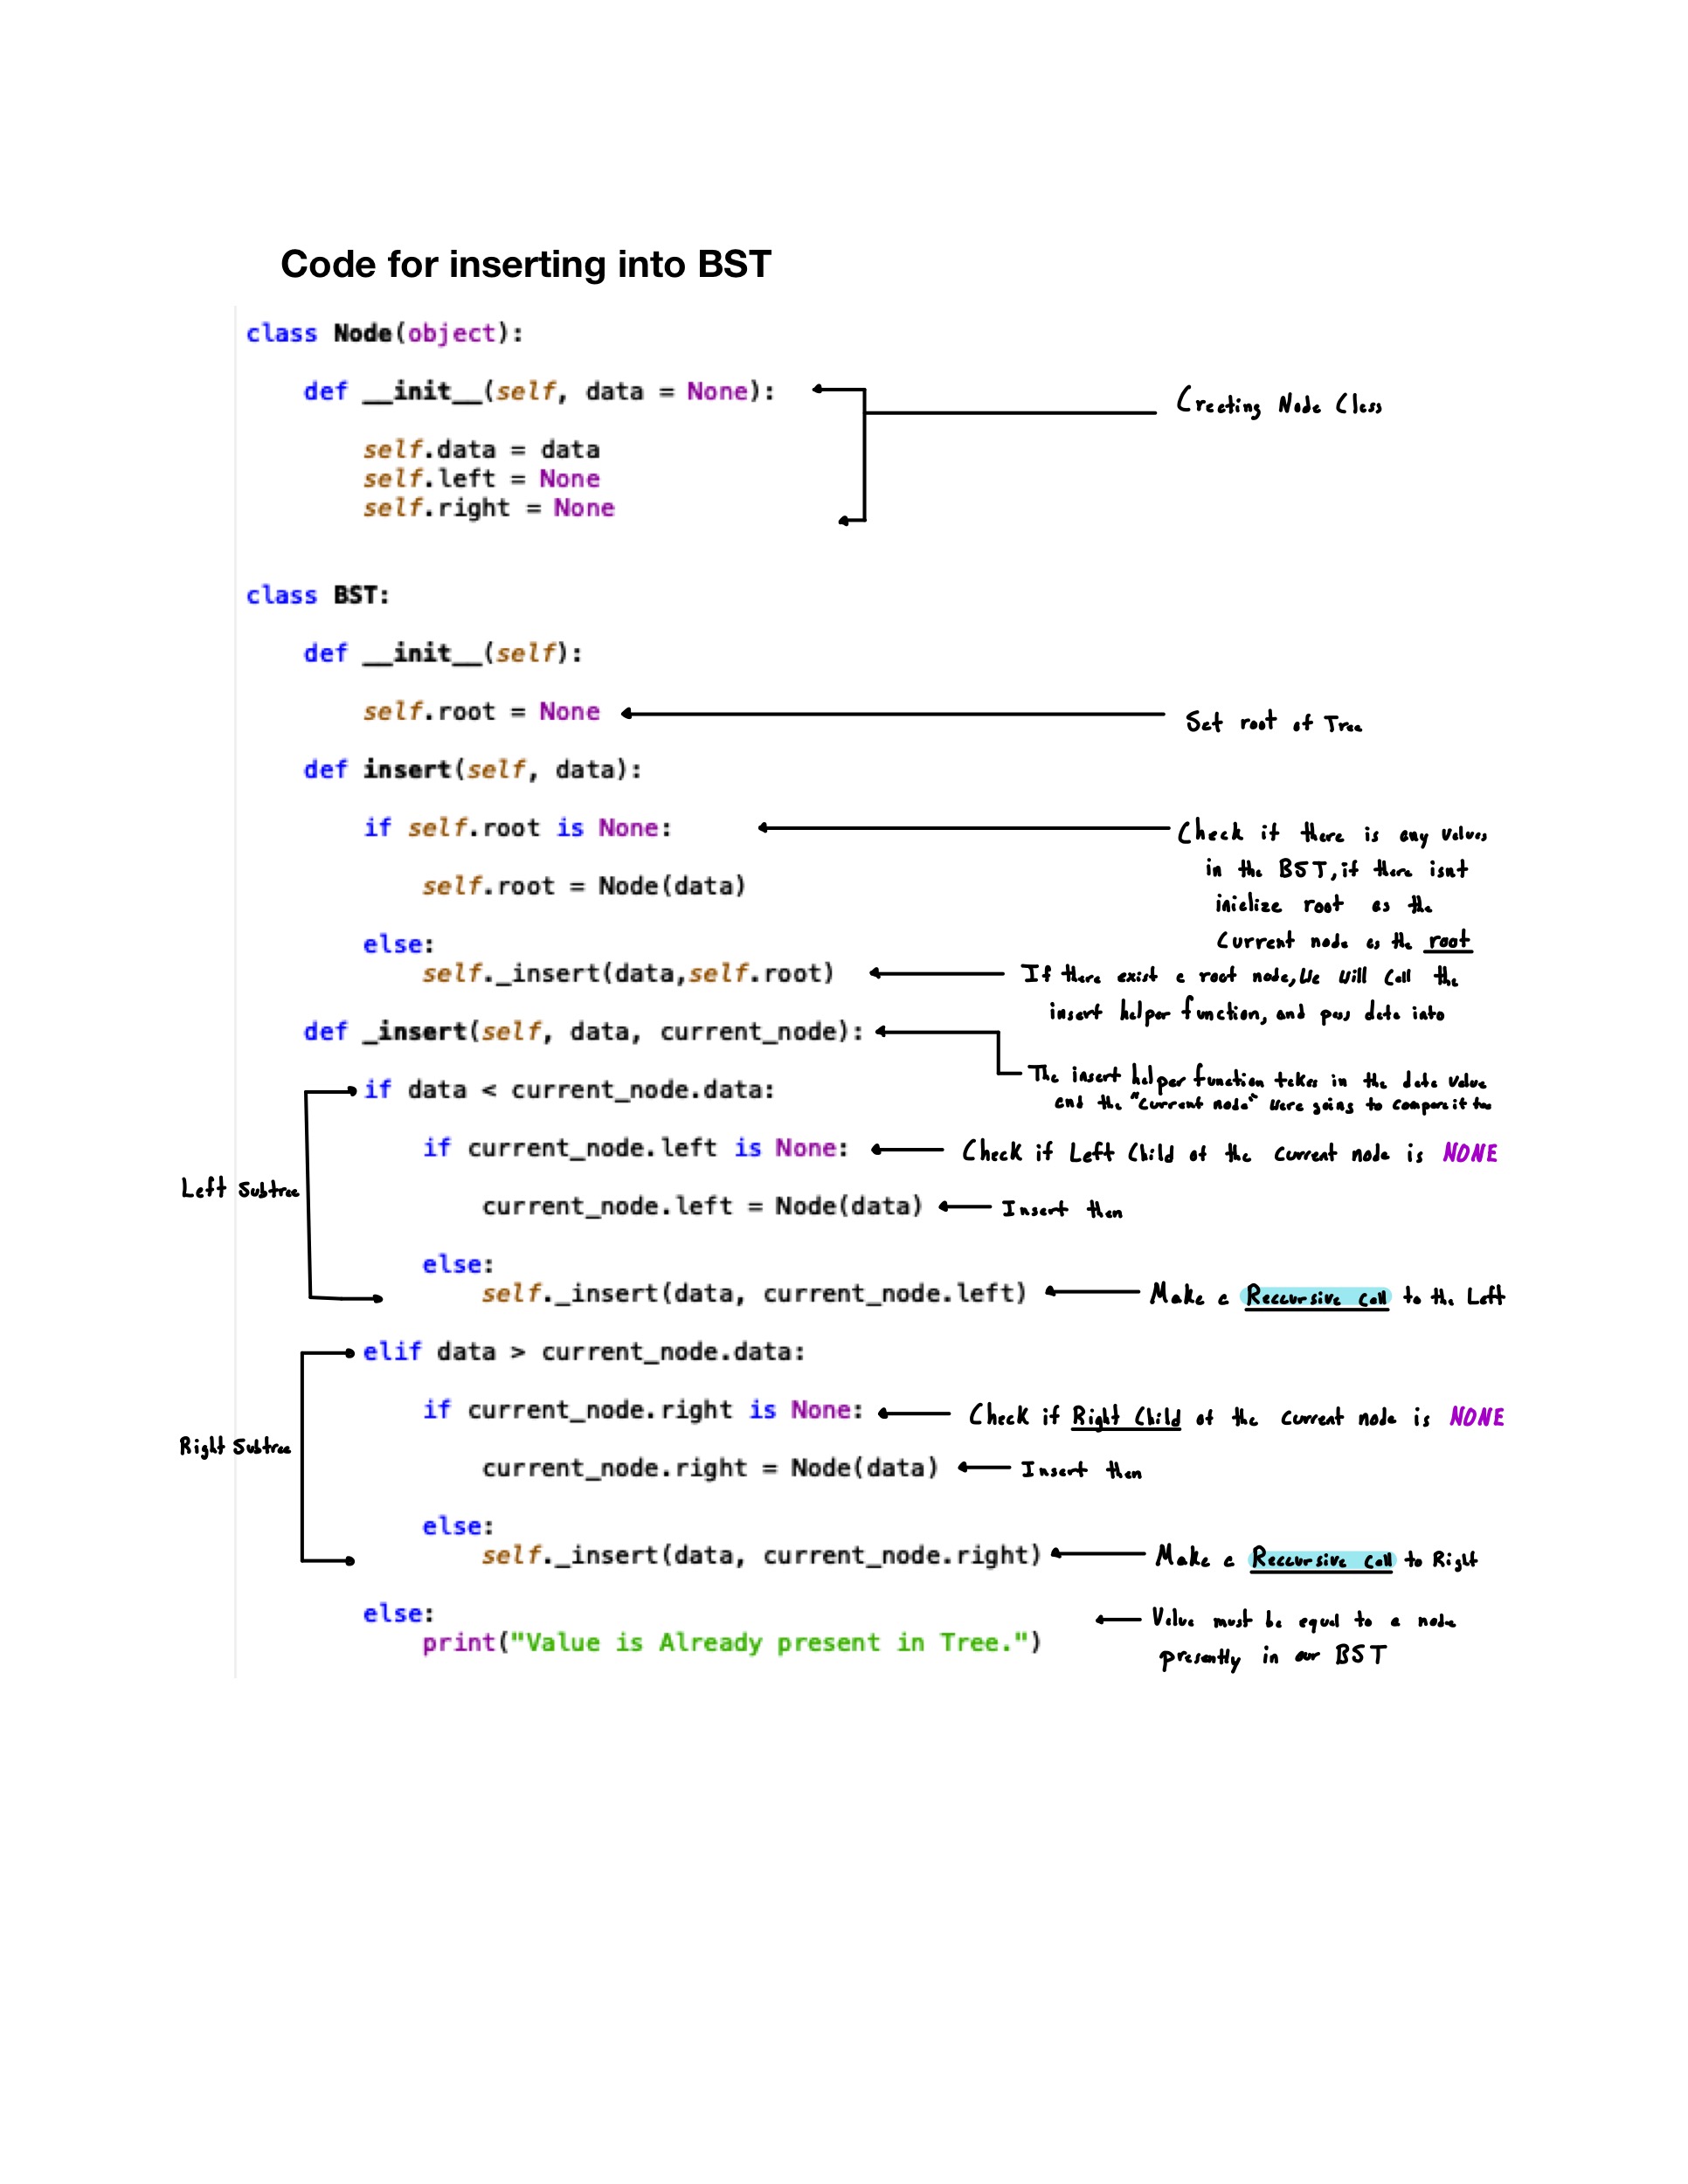 Code for inserting into BST
class Node(object):
def __init__(self, data = None):
Creating Node Class
self.data = data
self.left = None
self.right = None
class BST:
def __init__(self):
self.root = None
Set root of Tree
def insert(self, data):
if self.root is None:
Check if there is any values
in the BST, if there isnt
self.root = Node(data)
inielize root as the
Current node as the root
else:
self._insert(data,self.root)
If there exist a root node, We will Call the
insert helper function, and pass data into
def _insert(self, data, current_node):
The insert helper function takes in the data value
and the "Current node" Were going to compare it too
if data < current_node.data:
if current_node.left is None:
Check if Left Child of the current node is NONE
Left Subtree
current_node.left = Node(data)
Insert then
else:
self._insert(data, current_node.left)
Make a Reccursive Call to the Left
elif data > current_node.data:
if current_node.right is None:
Check if Right Child of the current node is NONE
Right Subtree
current_node.right = Node(data)
Insert then
else:
self._insert(data, current_node.right)
Make a Reccursive Call to Right
else:
print("Value is Already present in Tree.")
Value must be equal to a node
presently in our BST